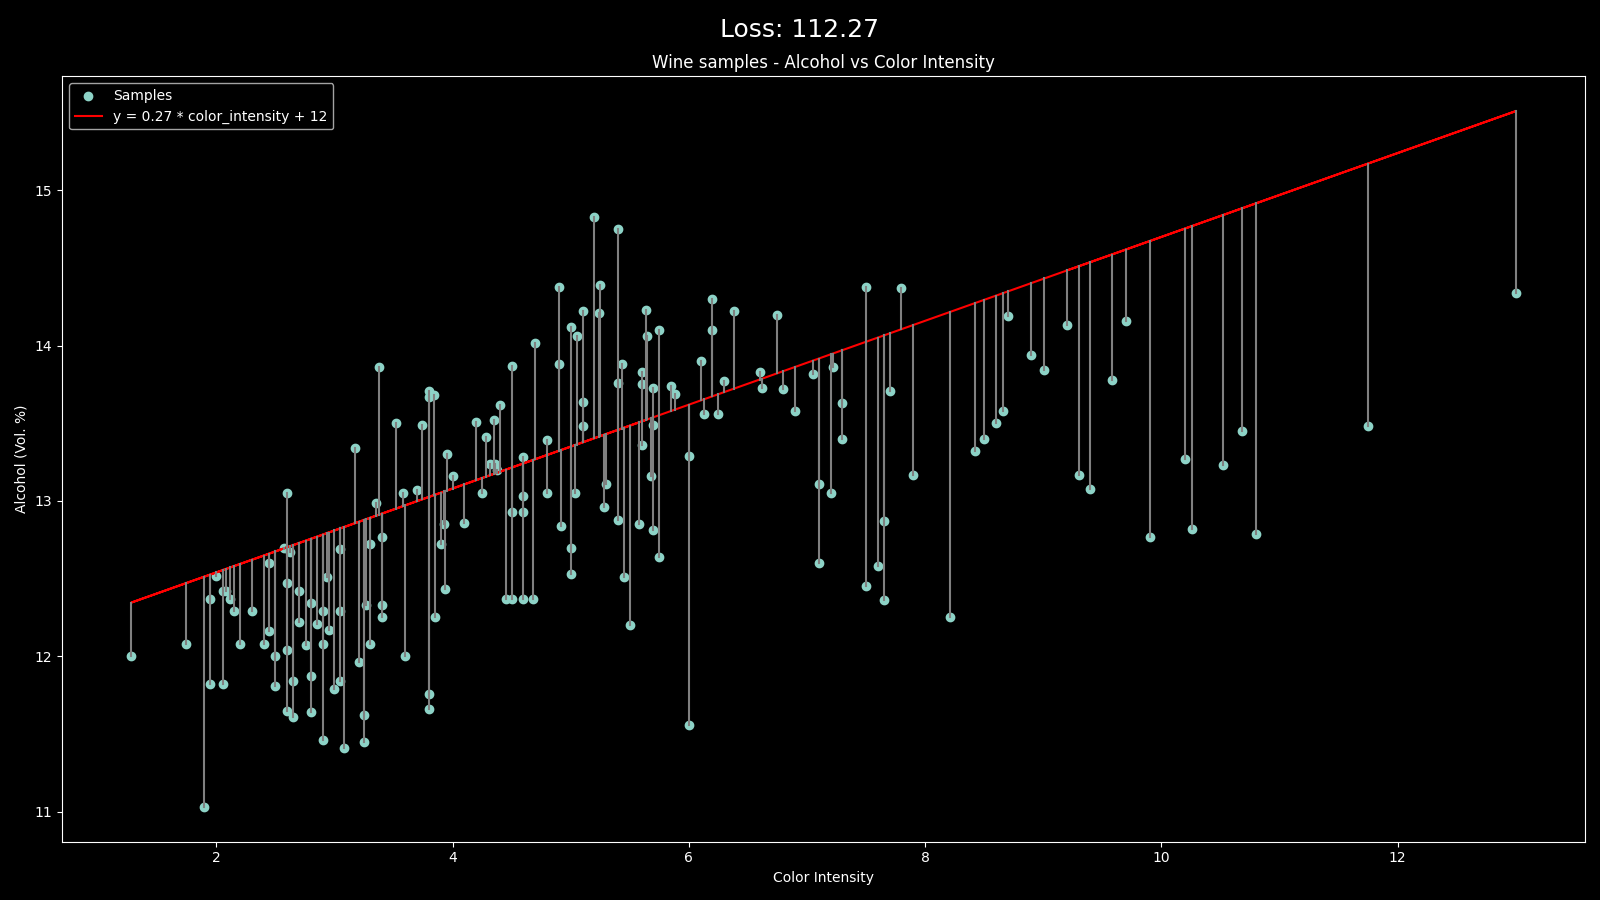 Loss: 112.27
Wine samples - Alcohol vs Color Intensity
Samples
y = 0.27 * color_intensity + 12
15
14
13
12
11
Alcohol (Vol. %)
2 4 6 8 10 12
Color Intensity